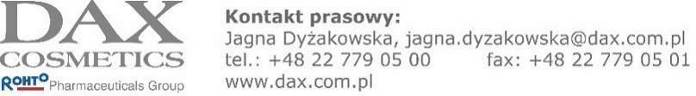 DAX
COSMETICS
ROHTO Pharmaceuticals Group
Kontakt prasowy:
Jagna Dyżakowska, jagna.dyzakowska@dax.com.pl
tel.: +48 22 779 05 00 fax: +48 22 779 05 01
www.dax.com.pl